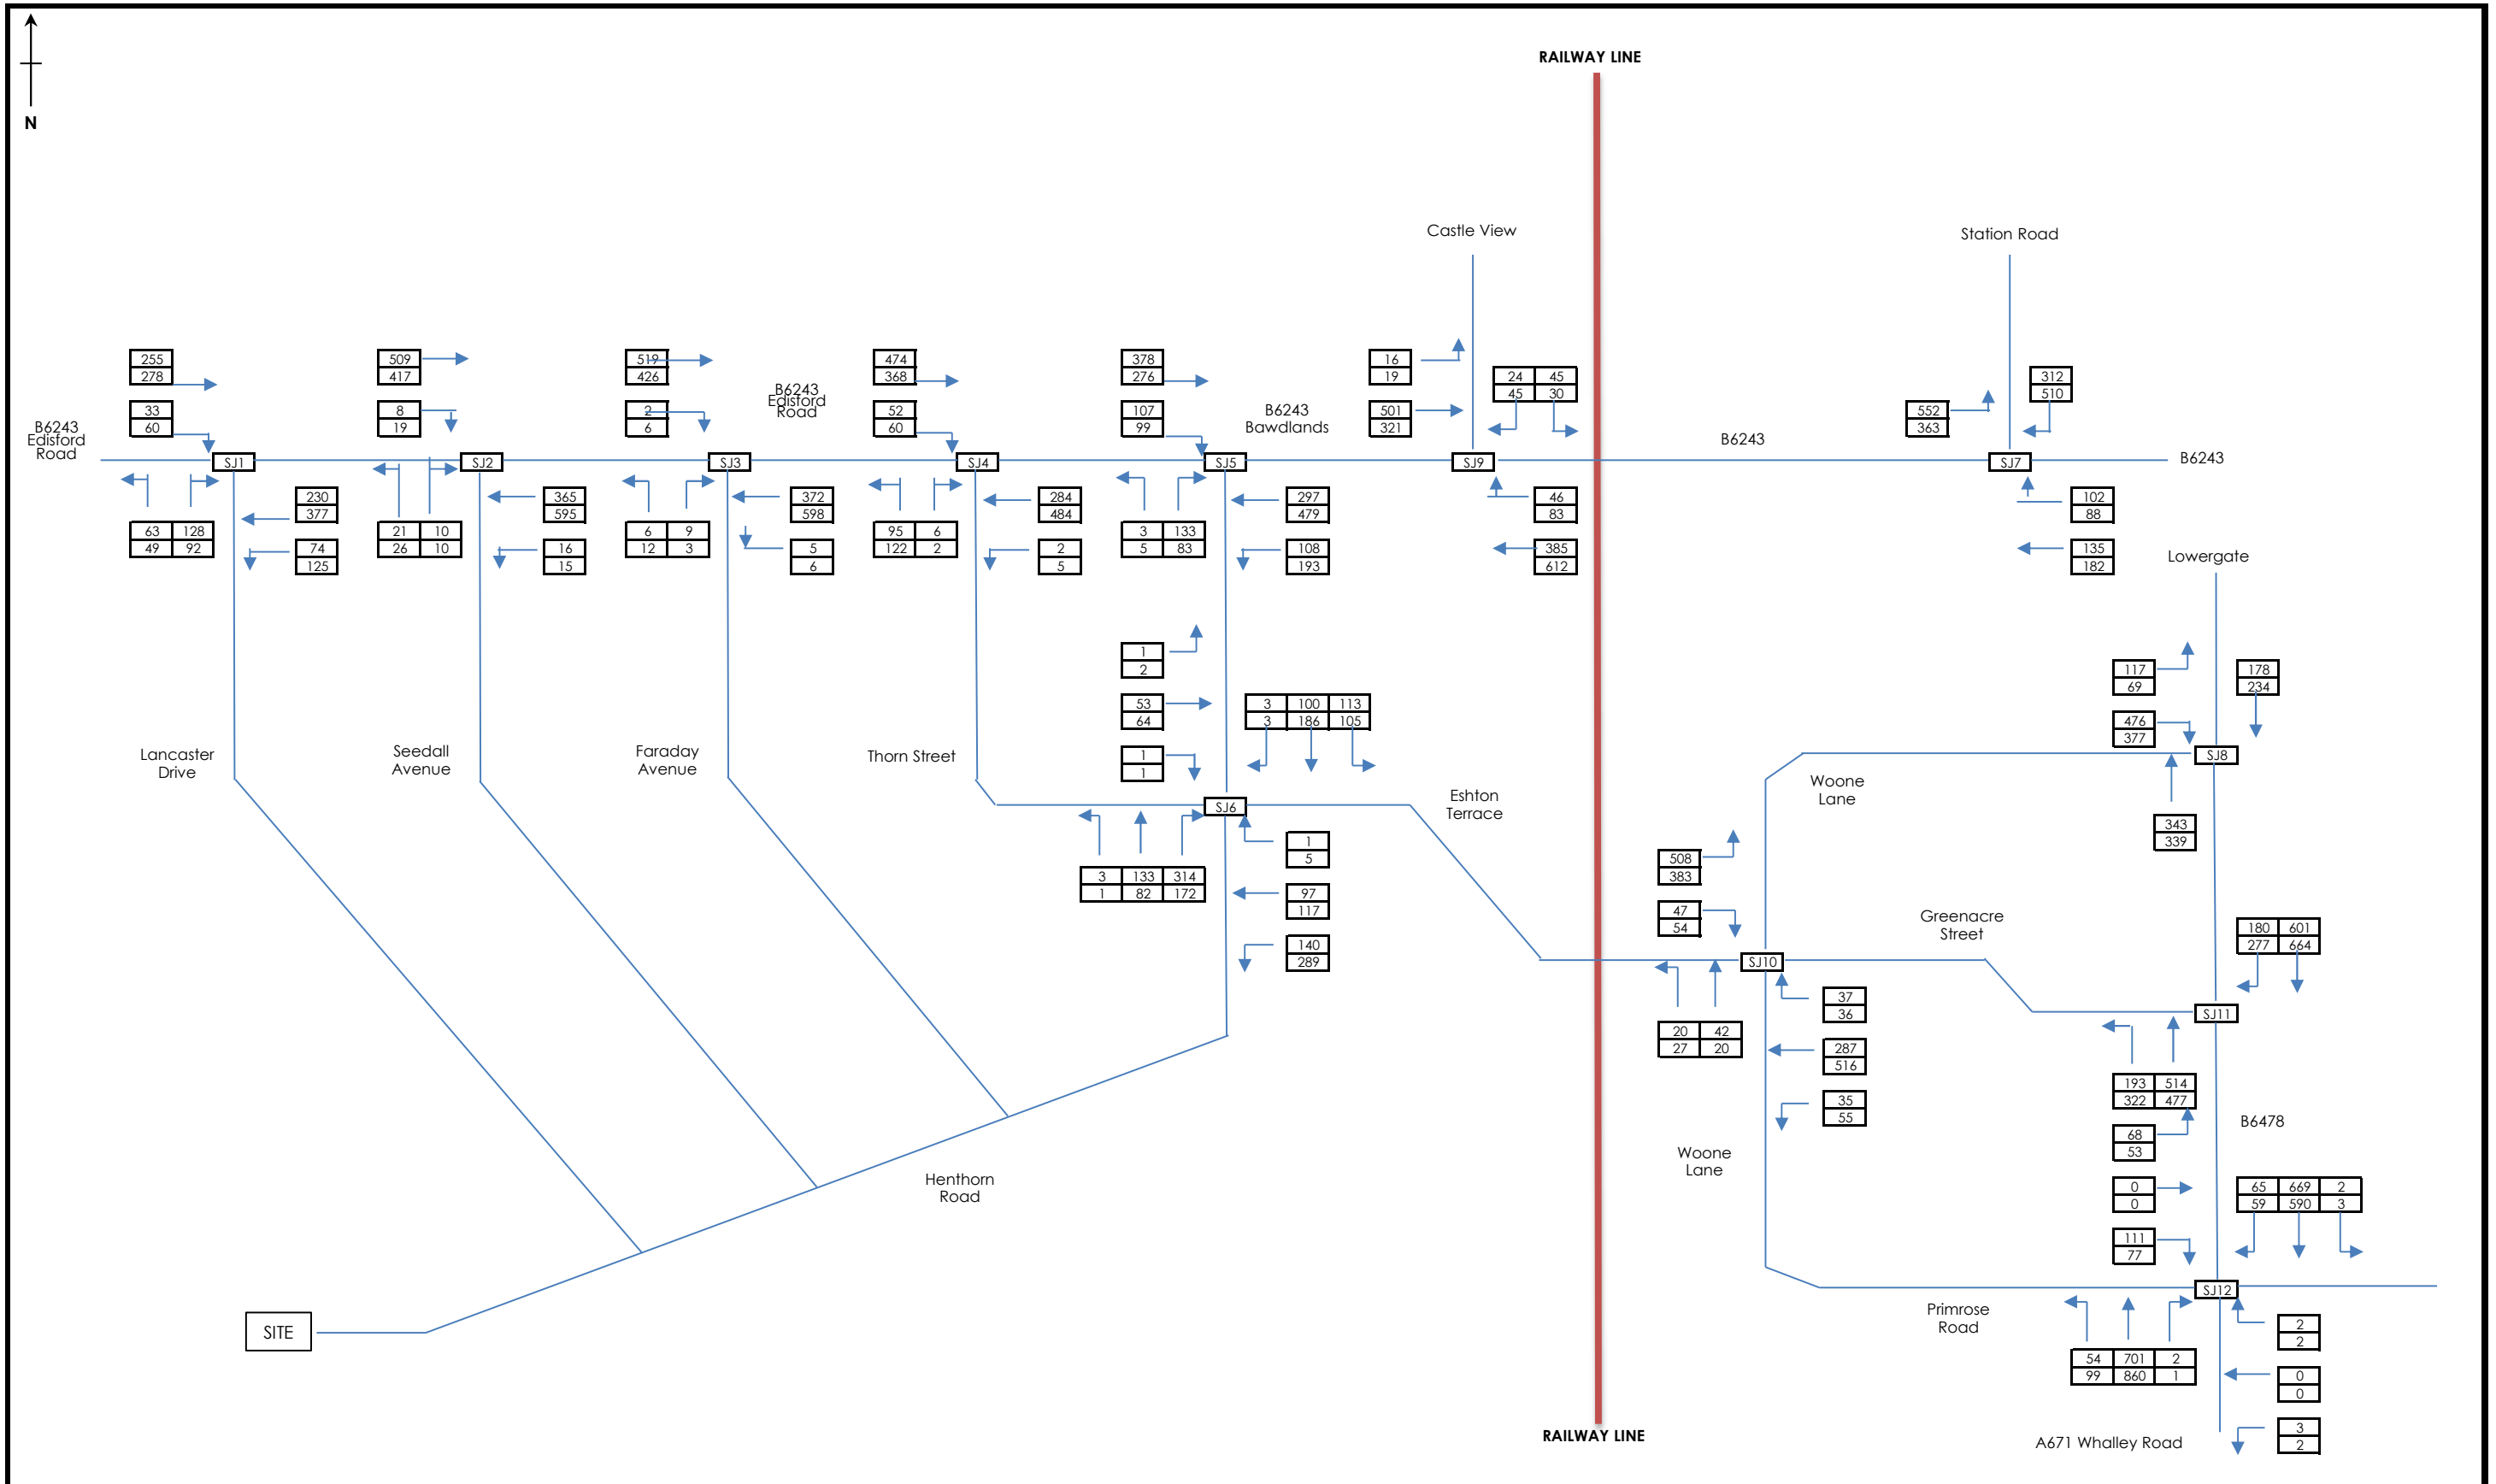 RAILWAY LINE
N
Castle View
Station Road
255
278
509
417
519
426
474
368
378
276
16
19
24 45
45 30
312
510
33
60
8
19
2
6
B6243
Edisford
Road
52
60
107
99
B6243
Bawdlands
501
321
552
363
B6243
Edisford
Road
B6243
B6243
SJ1
SJ2
SJ3
SJ4
SJ5
SJ9
SJ7
230
377
365
595
372
598
284
484
297
479
46
83
102
88
63 128
49 92
21 10
26 10
6 9
12 3
95 6
122 2
3 133
5 83
74
125
16
15
5
6
2
5
108
193
385
612
135
182
Lowergate
1
2
117
69
178
234
53
64
3 100 113
3 186 105
476
377
Lancaster
Drive
Seedall
Avenue
Faraday
Avenue
Thorn Street
1
1
SJ8
Woone
Lane
SJ6
Eshton
Terrace
343
339
1
5
508
383
3 133 314
1 82 172
97
117
47
54
Greenacre
Street
180 601
277 664
140
289
SJ10
SJ11
37
36
20 42
27 20
287
516
193 514
322 477
35
55
B6478
68
53
Woone
Lane
Henthorn
Road
0
0
65 669 2
59 590 3
111
77
SJ12
SITE
Primrose
Road
2
2
54 701 2
99 860 1
0
0
RAILWAY LINE
A671 Whalley Road
3
2